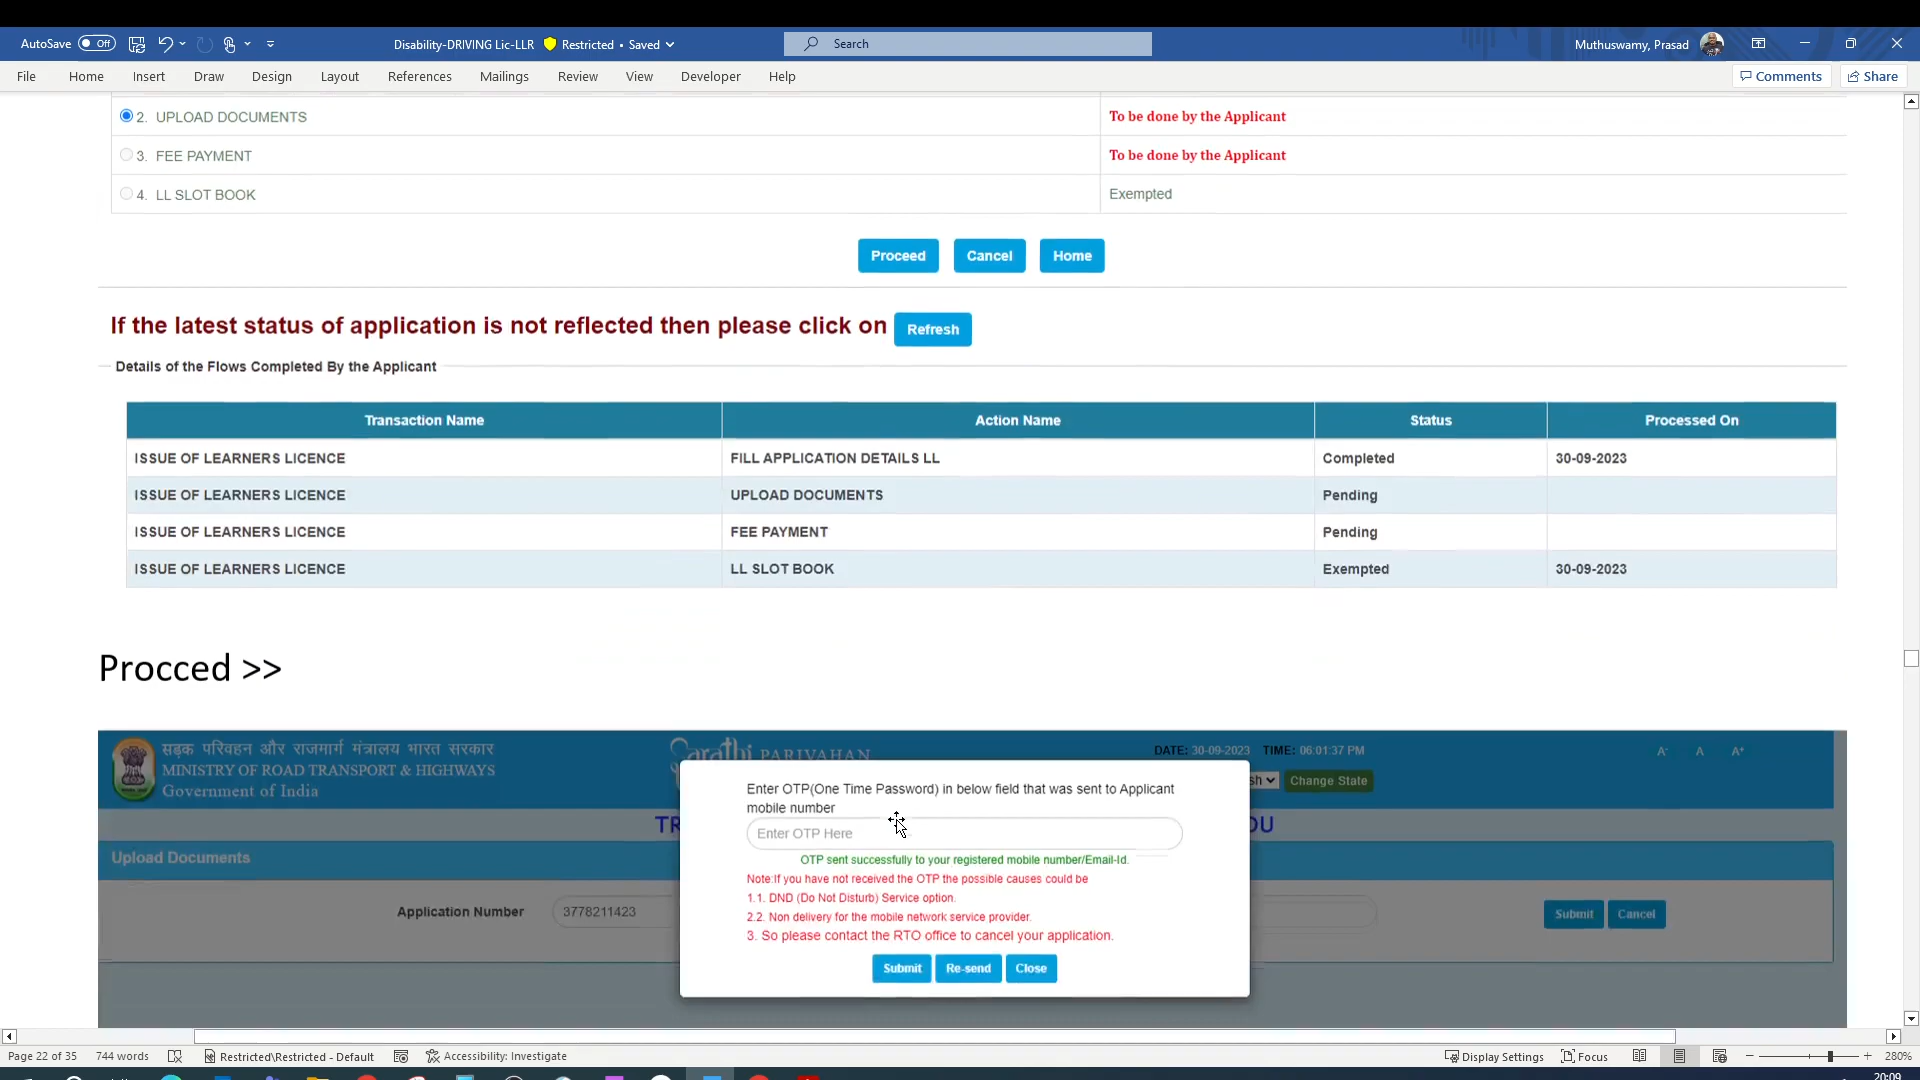 AutoSave Off Disability-DRIVING Lic-LLR Restricted • Saved Search Muthuswamy, Prasad
File Home Insert Draw Design Layout References Mailings Review View Developer Help Comments Share
2. UPLOAD DOCUMENTS To be done by the Applicant
3. FEE PAYMENT To be done by the Applicant
4. LL SLOT BOOK Exempted
Proceed Cancel Home
If the latest status of application is not reflected then please click on Refresh
Details of the Flows Completed By the Applicant
Transaction Name Action Name Status Processed On
ISSUE OF LEARNERS LICENCE FILL APPLICATION DETAILS LL Completed 30-09-2023
ISSUE OF LEARNERS LICENCE UPLOAD DOCUMENTS Pending
ISSUE OF LEARNERS LICENCE FEE PAYMENT Pending
ISSUE OF LEARNERS LICENCE LL SLOT BOOK Exempted 30-09-2023
Procced >>
सड़क परिवहन और राजमार्ग मंत्रालय भारत सरकार
MINISTRY OF ROAD TRANSPORT & HIGHWAYS
Government of India
Sarathi PARIVAHAN
DATE: 30-09-2023 TIME: 06:01:37 PM A- A A+
Change State
Upload Documents
Application Number 3778211423 Submit Cancel
Enter OTP(One Time Password) in below field that was sent to Applicant
mobile number
Enter OTP Here
OTP sent successfully to your registered mobile number/Email-Id.
Note:If you have not received the OTP the possible causes could be
1.1. DND (Do Not Disturb) Service option.
2.2. Non delivery for the mobile network service provider.
3. So please contact the RTO office to cancel your application.
Submit Re-send Close
Page 22 of 35 744 words Restricted\Restricted - Default Accessibility: Investigate Display Settings Focus 280%
20:09